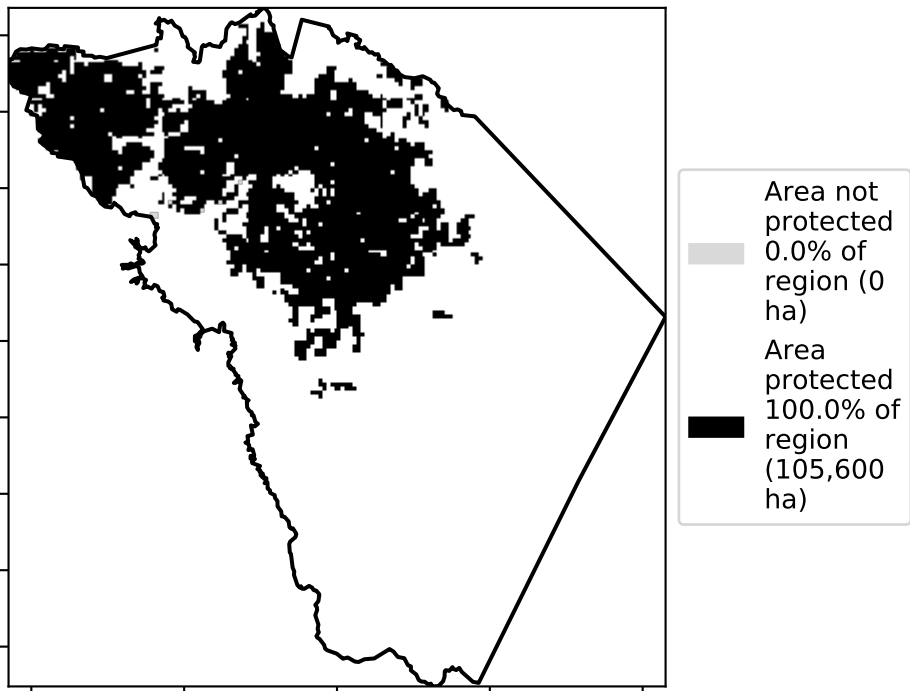 Area not
protected
0.0% of
region (0
ha)
Area
protected
100.0% of
region
(105,600
ha)